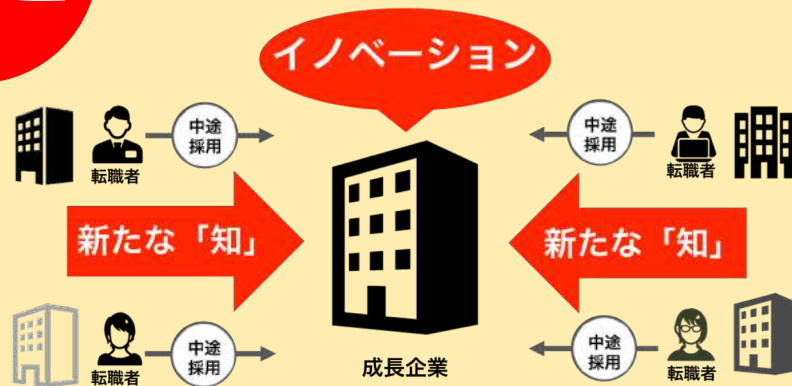 イノベーション
中途
採用
転職者
中途
採用
転職者
新たな「知」
新たな「知」
中途
採用
転職者
成長企業
中途
採用
転職者